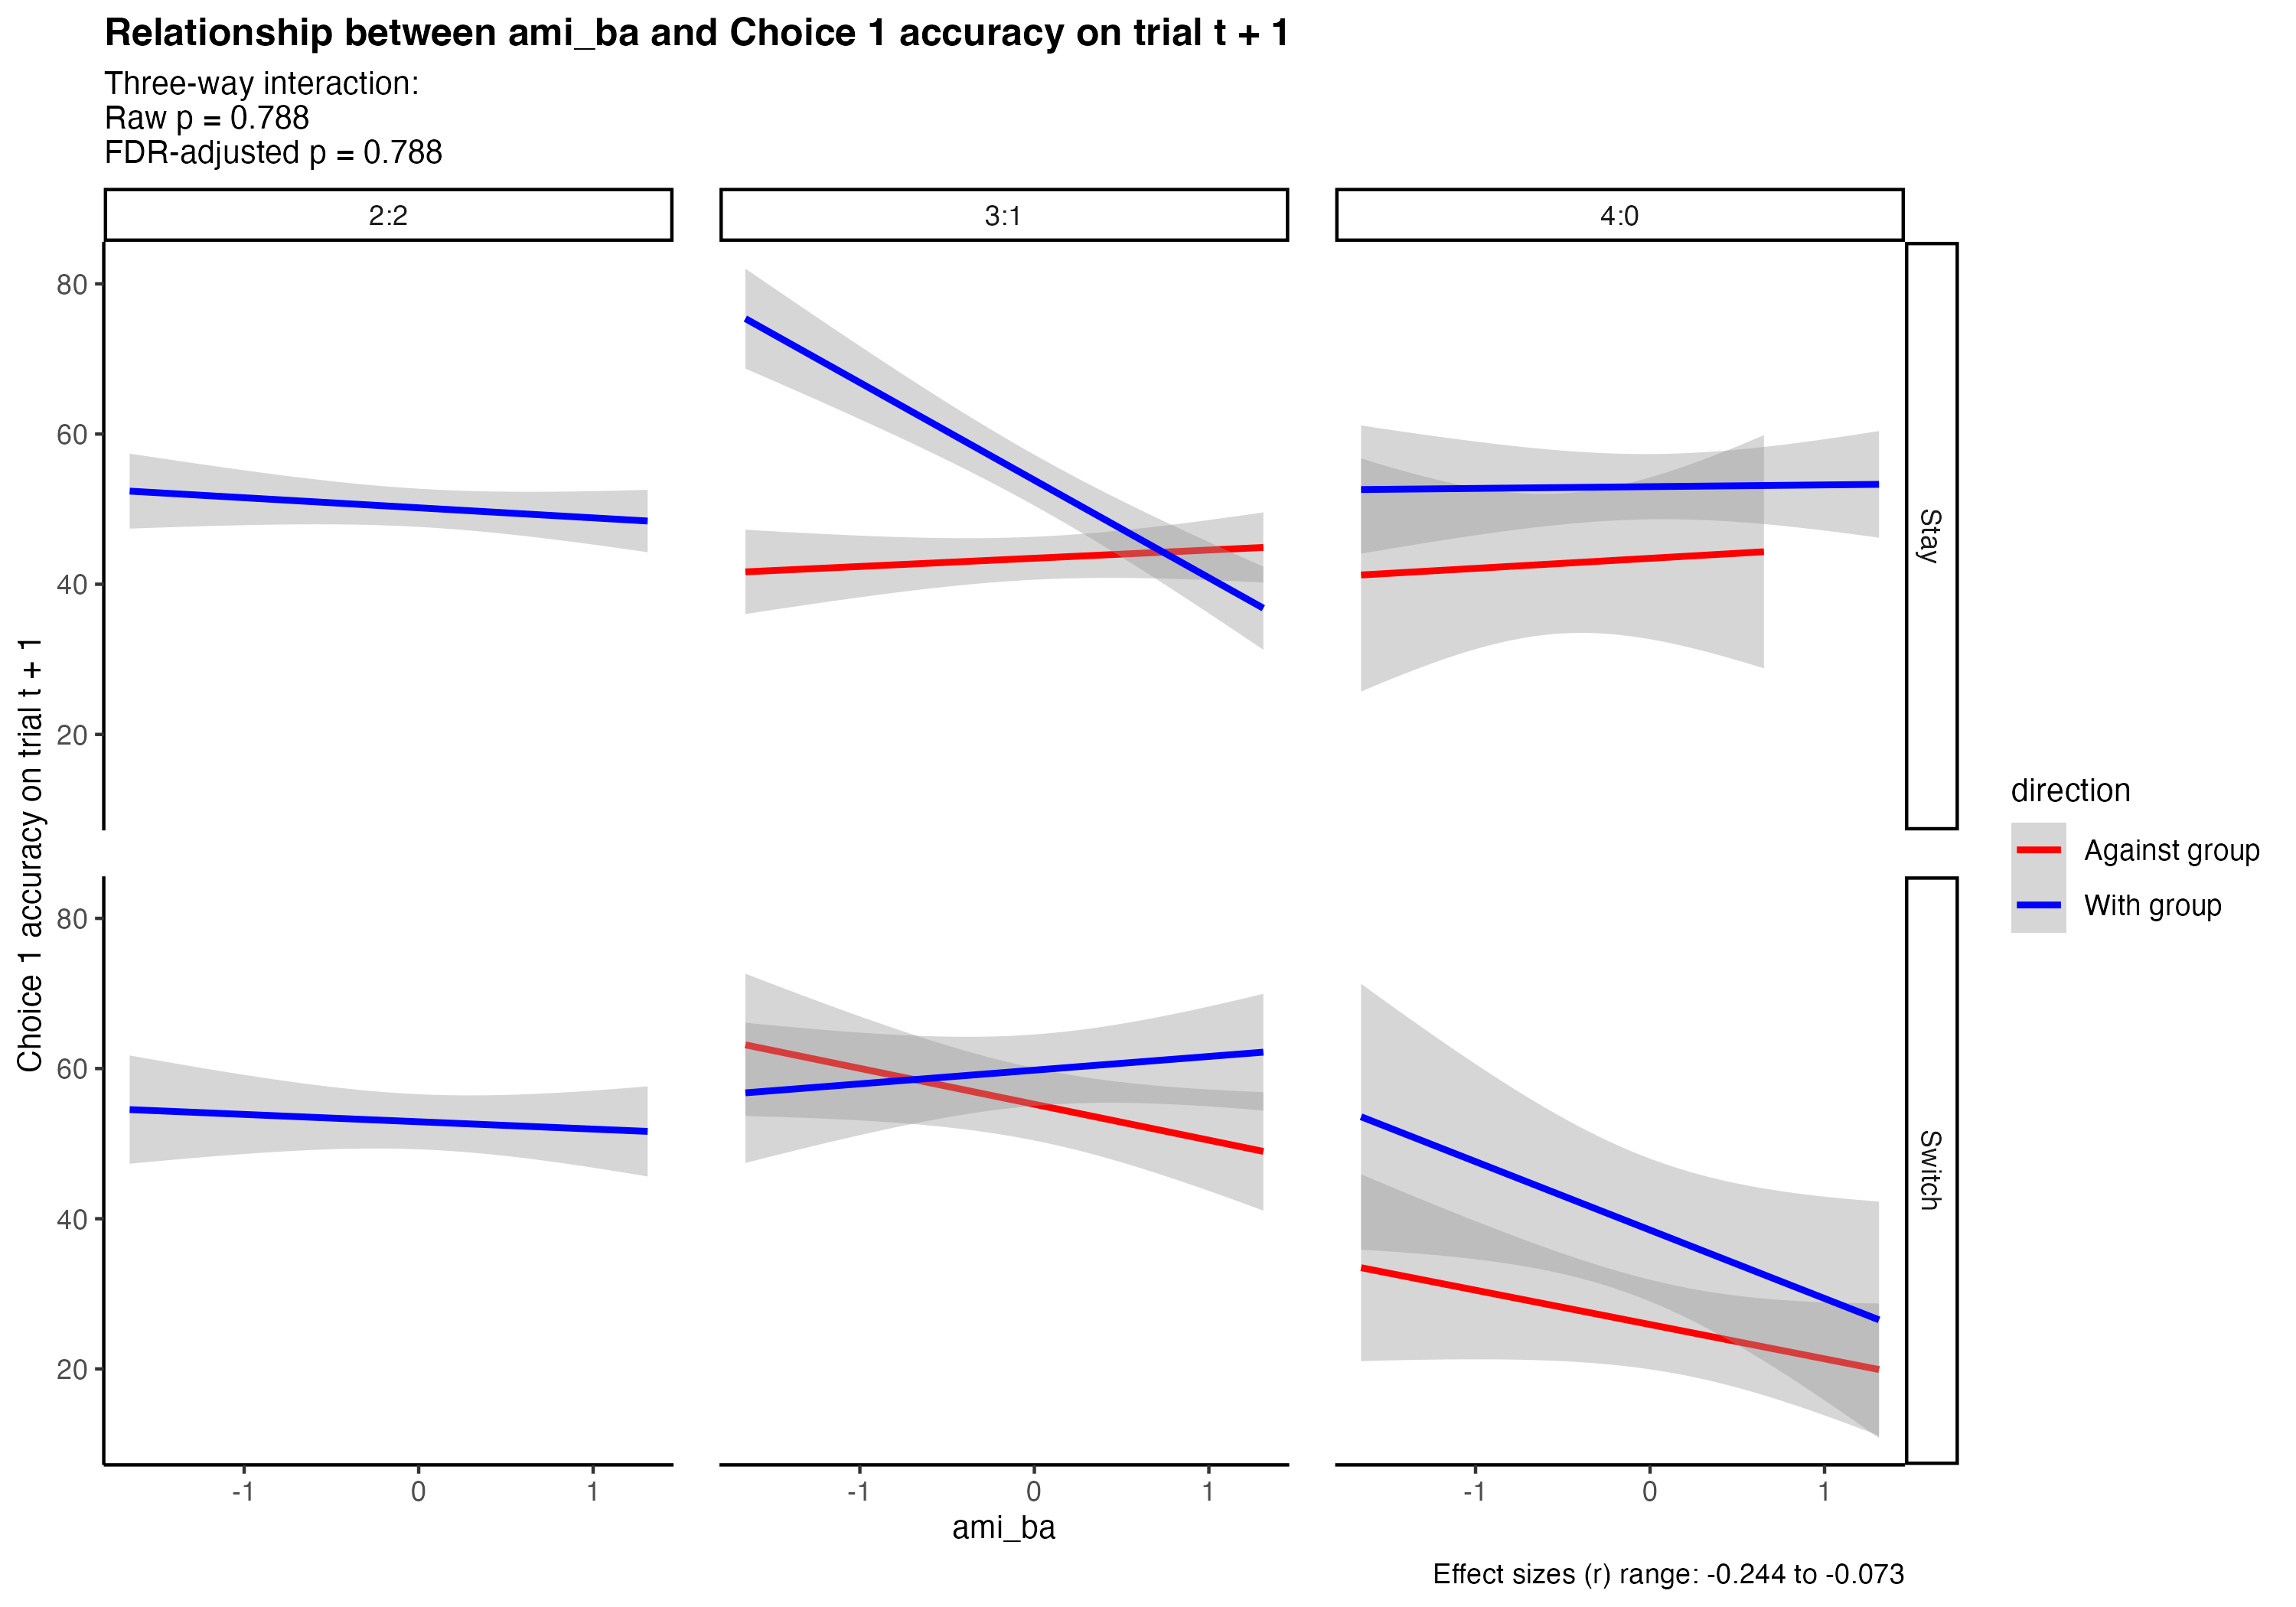 Relationship between ami_ba and Choice 1 accuracy on trial t + 1
Three-way interaction:
Raw p = 0.788
FDR-adjusted p = 0.788
2:2
3:1
4:0
80
60
40
20
Stay
80
60
40
20
Switch
Choice 1 accuracy on trial t + 1
-1
0
1
-1
0
1
-1
0
1
ami_ba
direction
Against group
With group
Effect sizes (r) range: -0.244 to -0.073